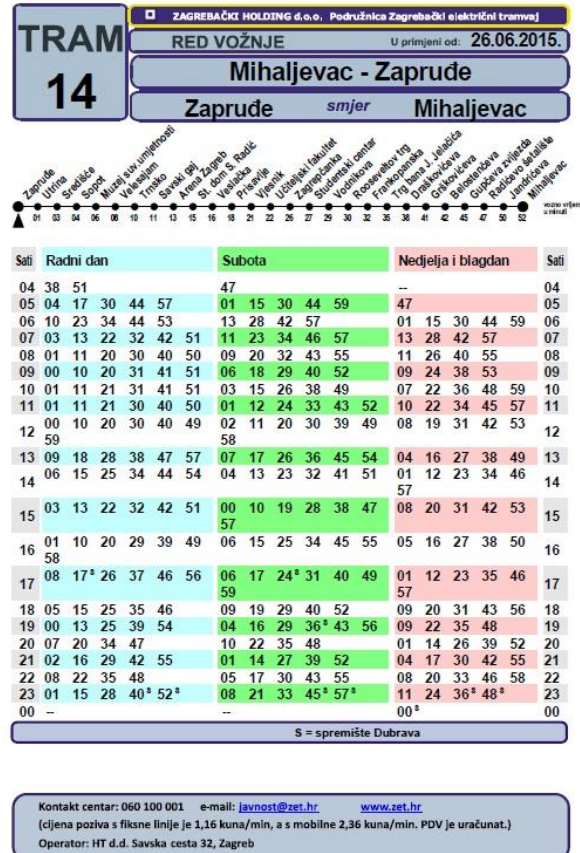 TRAM
14
ZAGREBAČKI HOLDING d.o.o. Podružnica Zagrebački električni tramvaj
RED VOŽNJE U primjeni od: 26.06.2015.
Mihaljevac - Zapruđe
Zapruđe smjer Mihaljevac
Zapruđe
Utrina
Središće
Sopot
Muzej suv.umjetnosti
Velesajam
Trnsko
Savski gaj
Arena Zagreb
St. dom S. Radić
Veslačka
Prisavlje
Vjesnik
Učiteljski fakultet
Zagrepčanka
Studentski centar
Vodnikova
Rooseveltov trg
Frankopanska
Trg bana J. Jelačića
Draškovićeva
Grškovićeva
Belostenčeva
Gupčeva zvijezda
Radićevo šetalište
Jandrićeva
Mihaljevac
01 03 04 06 08 10 11 13 15 16 18 21 22 26 27 29 30 32 35 38 41 42 45 47 50 52
Sati Radni dan Subota Nedjelja i blagdan Sati
04 38 51 47 -- 04
05 04 17 30 44 57 01 15 30 44 59 47 05
06 10 23 34 44 53 13 28 42 57 01 15 30 44 59 06
07 03 13 22 32 42 51 11 23 34 46 57 13 28 42 57 07
08 01 11 20 30 40 50 09 20 32 43 55 11 26 40 55 08
09 00 10 20 31 41 51 06 18 29 40 52 09 24 38 53 09
10 01 11 21 31 41 51 03 15 26 38 49 07 22 36 48 59 10
11 01 11 21 30 40 50 01 12 24 33 43 52 10 22 34 45 57 11
12 00 10 20 30 40 49 02 11 20 30 39 49 08 19 31 42 53 12
59 58
13 09 18 28 38 47 57 07 17 26 36 45 54 04 16 27 38 49 13
14 06 15 25 34 44 54 04 13 23 32 41 51 01 12 23 34 46 14
57
15 03 13 22 32 42 51 00 10 19 28 38 47 08 20 31 42 53 15
57
16 01 10 20 29 39 49 06 15 25 34 45 55 05 16 27 38 50 16
58
17 08 17ˢ 26 37 46 56 06 17 24ˢ 31 40 49 01 12 23 35 46 17
59 57
18 05 15 25 35 46 09 19 29 40 52 09 20 31 43 56 18
19 00 13 25 39 54 04 16 29 36ˢ 43 56 09 22 35 48 19
20 07 20 34 47 10 22 35 48 01 14 26 39 52 20
21 02 16 29 42 55 01 14 27 39 52 04 17 30 42 55 21
22 08 22 35 48 05 17 30 43 55 08 20 33 46 58 22
23 01 15 28 40ˢ 52ˢ 08 21 33 45ˢ 57ˢ 11 24 36ˢ 48ˢ 23
00 -- -- 00ˢ 00
S = spremište Dubrava
Kontakt centar: 060 100 001 e-mail: javnost@zet.hr www.zet.hr
(cijena poziva s fiksne linije je 1,16 kuna/min, a s mobilne 2,36 kuna/min. PDV je uračunat.)
Operator: HT d.d. Savska cesta 32, Zagreb